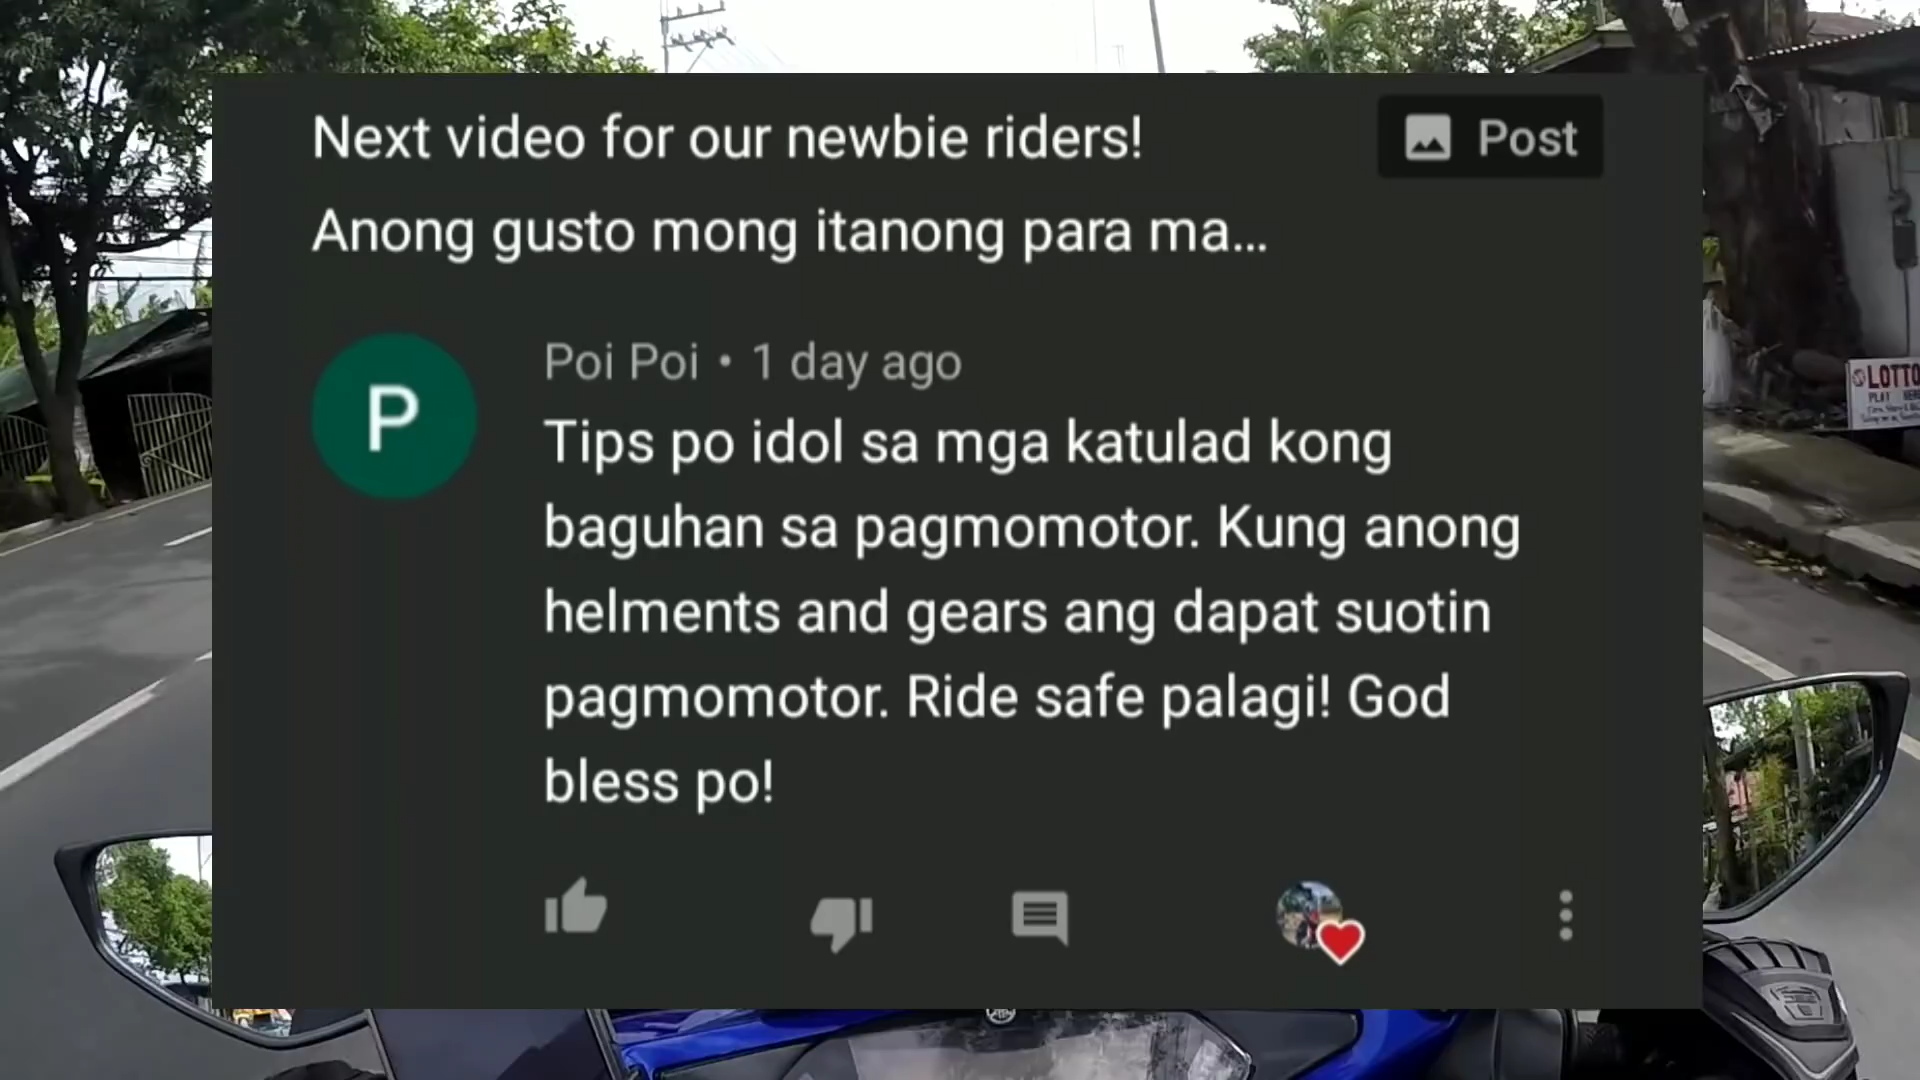 Next video for our newbie riders!
Post
Anong gusto mong itanong para ma...
P
Poi Poi • 1 day ago
Tips po idol sa mga katulad kong
baguhan sa pagmomotor. Kung anong
helments and gears ang dapat suotin
pagmomotor. Ride safe palagi! God
bless po!
LOTTO
PLAY HERE